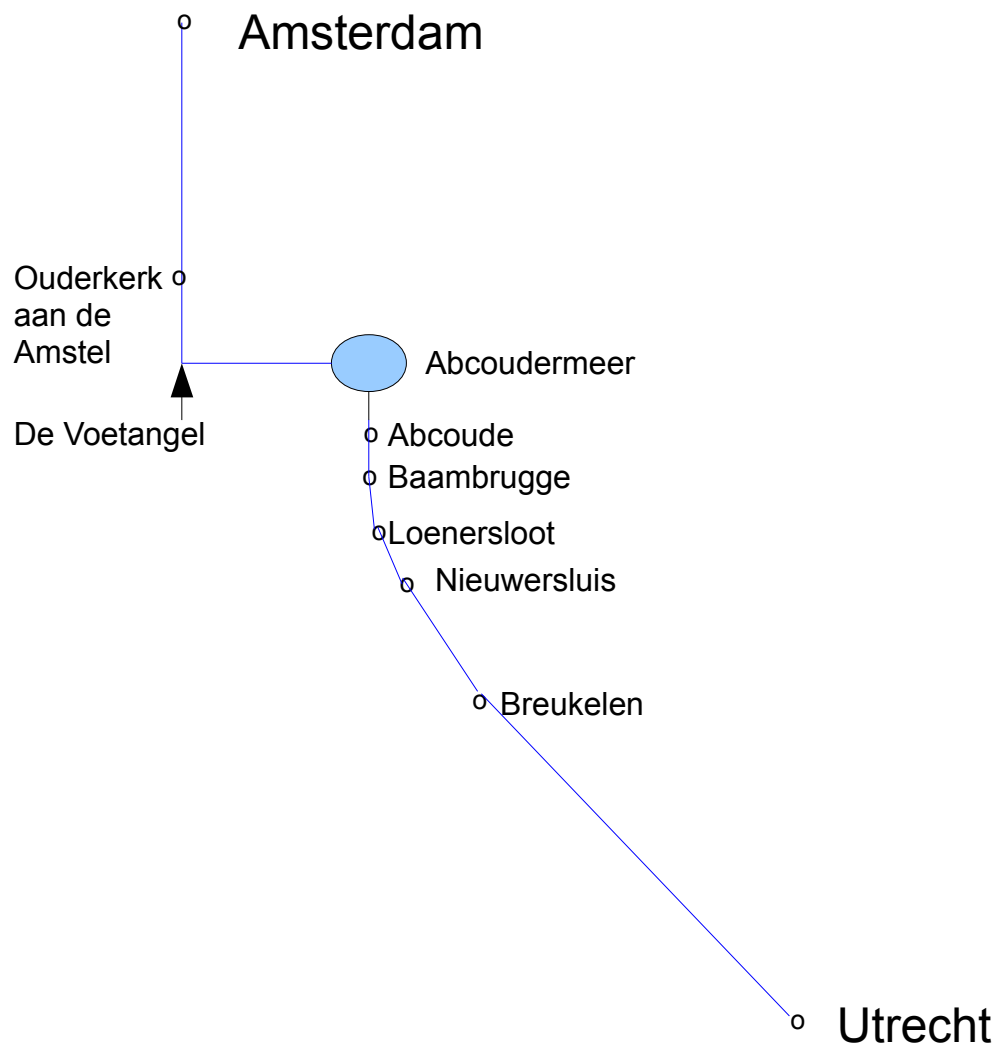 Amsterdam
Ouderkerk
aan de
Amstel
Abcoudermeer
De Voetangel
Abcoude
Baambrugge
Loenersloot
Nieuwersluis
Breukelen
Utrecht